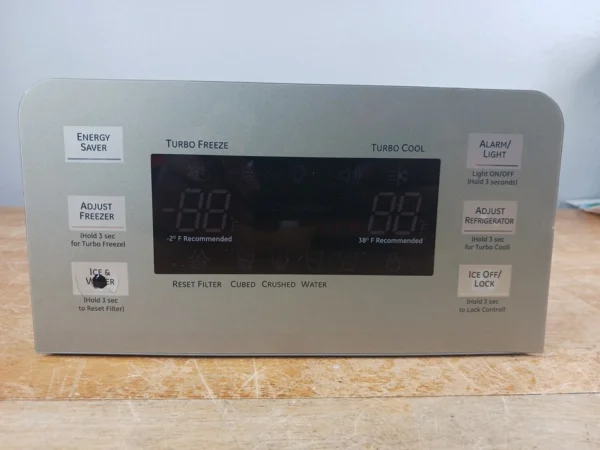 TURBO FREEZE
TURBO COOL
ENERGY
SAVER
ADJUST
FREEZER
(Hold 3 sec
for Turbo Freeze)
ICE &
(Hold 3 sec
to Reset Filter)
-88
88
-2° F Recommended
38° F Recommended
RESET FILTER
CUBED
CRUSHED
WATER
ALARM/
LIGHT
Light ON/OFF
(Hold 3 seconds)
ADJUST
REFRIGERATOR
(Hold 3 sec
for Turbo Cool)
ICE OFF/
LOCK
(Hold 3 sec
to Lock Control)